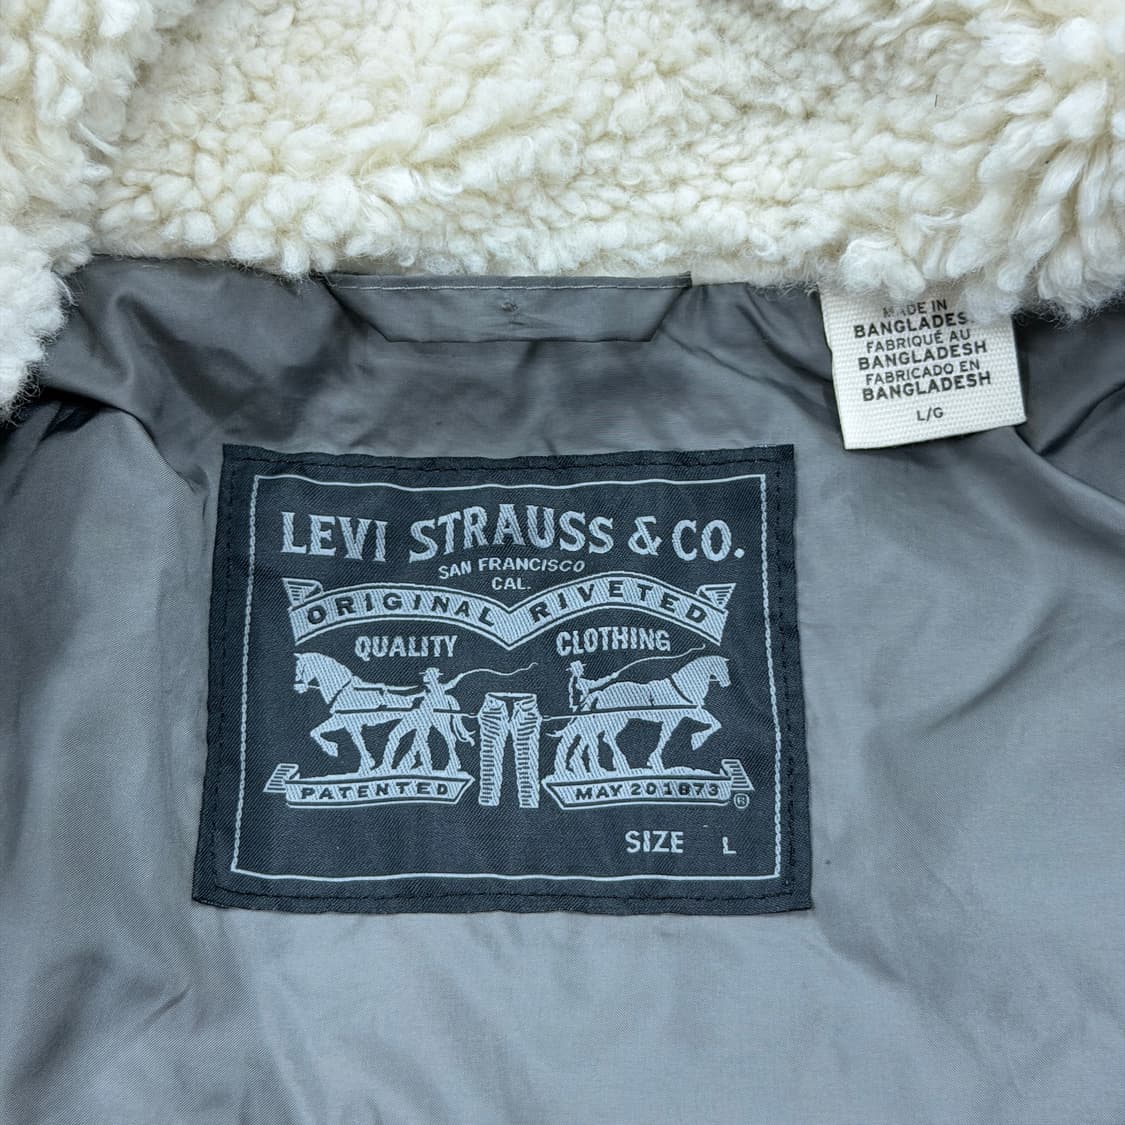 MADE IN
BANGLADES
FABRIQUÉ AU
BANGLADESH
FABRICADO EN
BANGLADESH
L/G
LEVI STRAUSS & CO.
SAN FRANCISCO
CAL.
ORIGINAL RIVETED
QUALITY CLOTHING
PATENTED MAY 20 1873 ®
SIZE L